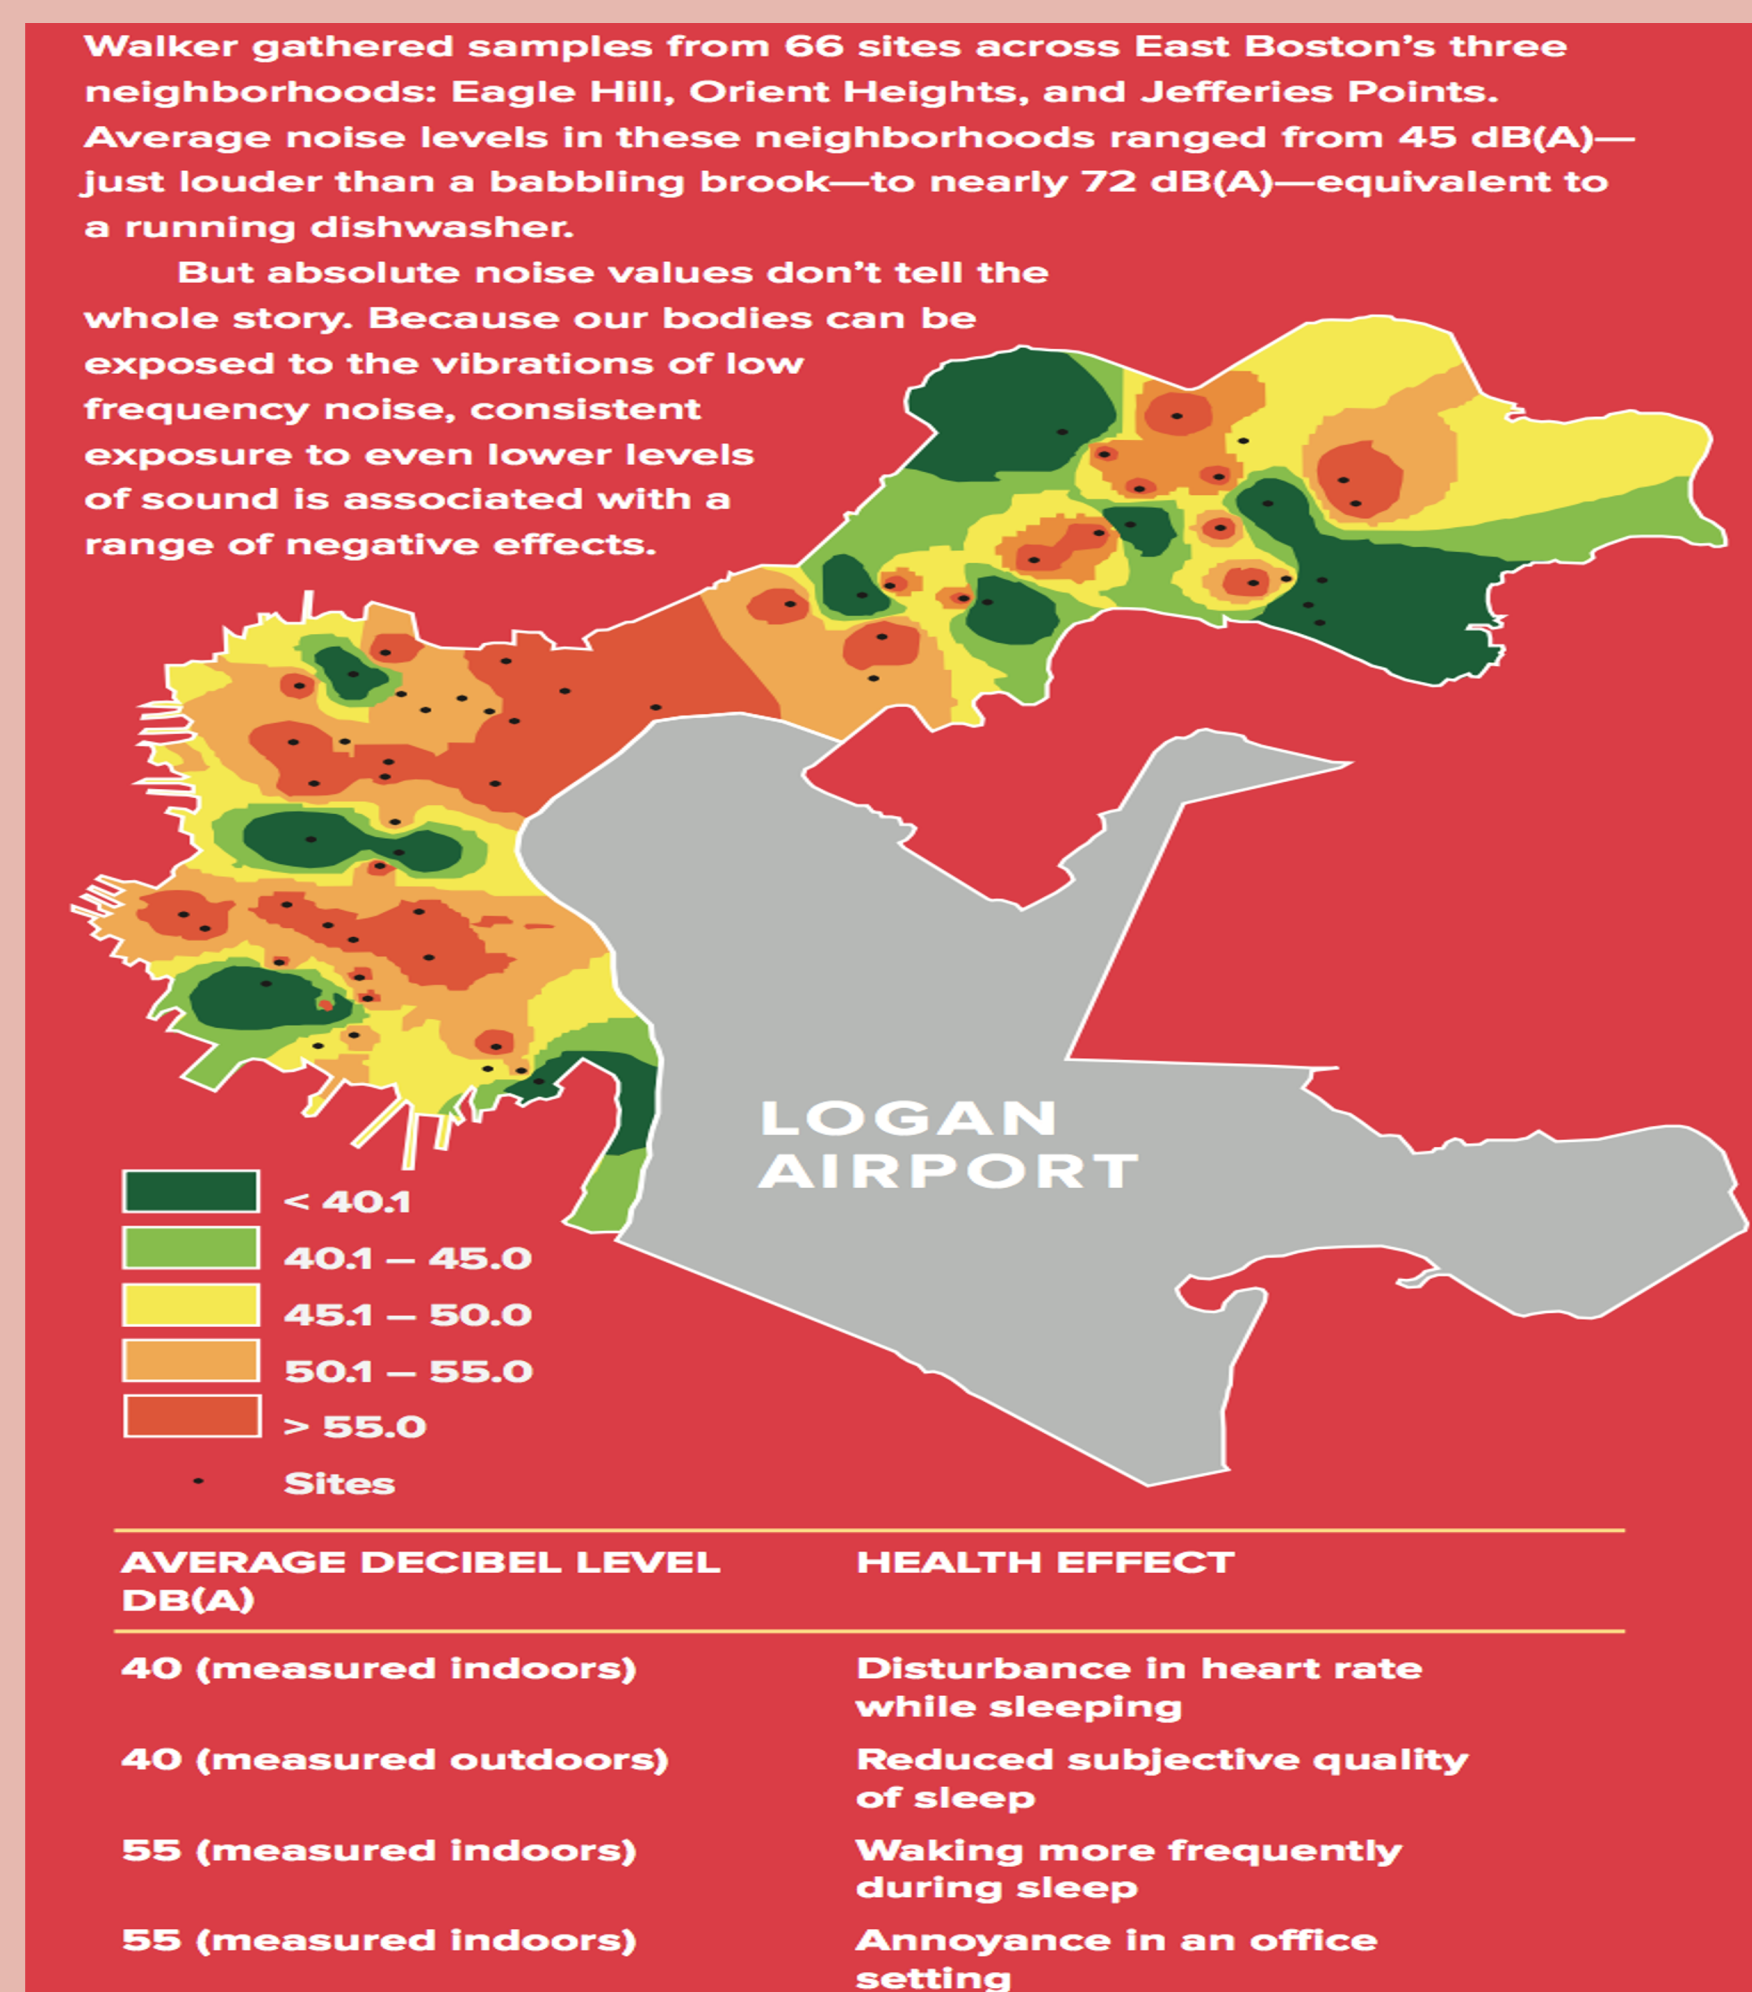 Walker gathered samples from 66 sites across East Boston’s three
neighborhoods: Eagle Hill, Orient Heights, and Jefferies Points.
Average noise levels in these neighborhoods ranged from 45 dB(A)—
just louder than a babbling brook—to nearly 72 dB(A)—equivalent to
a running dishwasher.
But absolute noise values don’t tell the
whole story. Because our bodies can be
exposed to the vibrations of low
frequency noise, consistent
exposure to even lower levels
of sound is associated with a
range of negative effects.
LOGAN
AIRPORT
< 40.1
40.1 – 45.0
45.1 – 50.0
50.1 – 55.0
> 55.0
Sites
AVERAGE DECIBEL LEVEL
DB(A)
HEALTH EFFECT
40 (measured indoors)
Disturbance in heart rate
while sleeping
40 (measured outdoors)
Reduced subjective quality
of sleep
55 (measured indoors)
Waking more frequently
during sleep
55 (measured indoors)
Annoyance in an office
setting